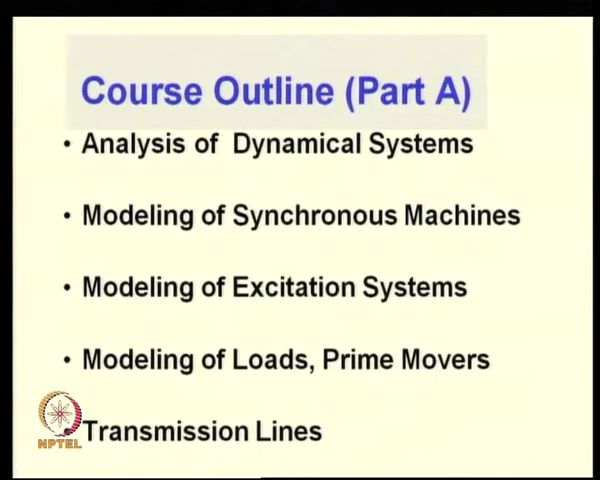 Course Outline (Part A)
• Analysis of Dynamical Systems
• Modeling of Synchronous Machines
• Modeling of Excitation Systems
• Modeling of Loads, Prime Movers
Transmission Lines
NPTEL